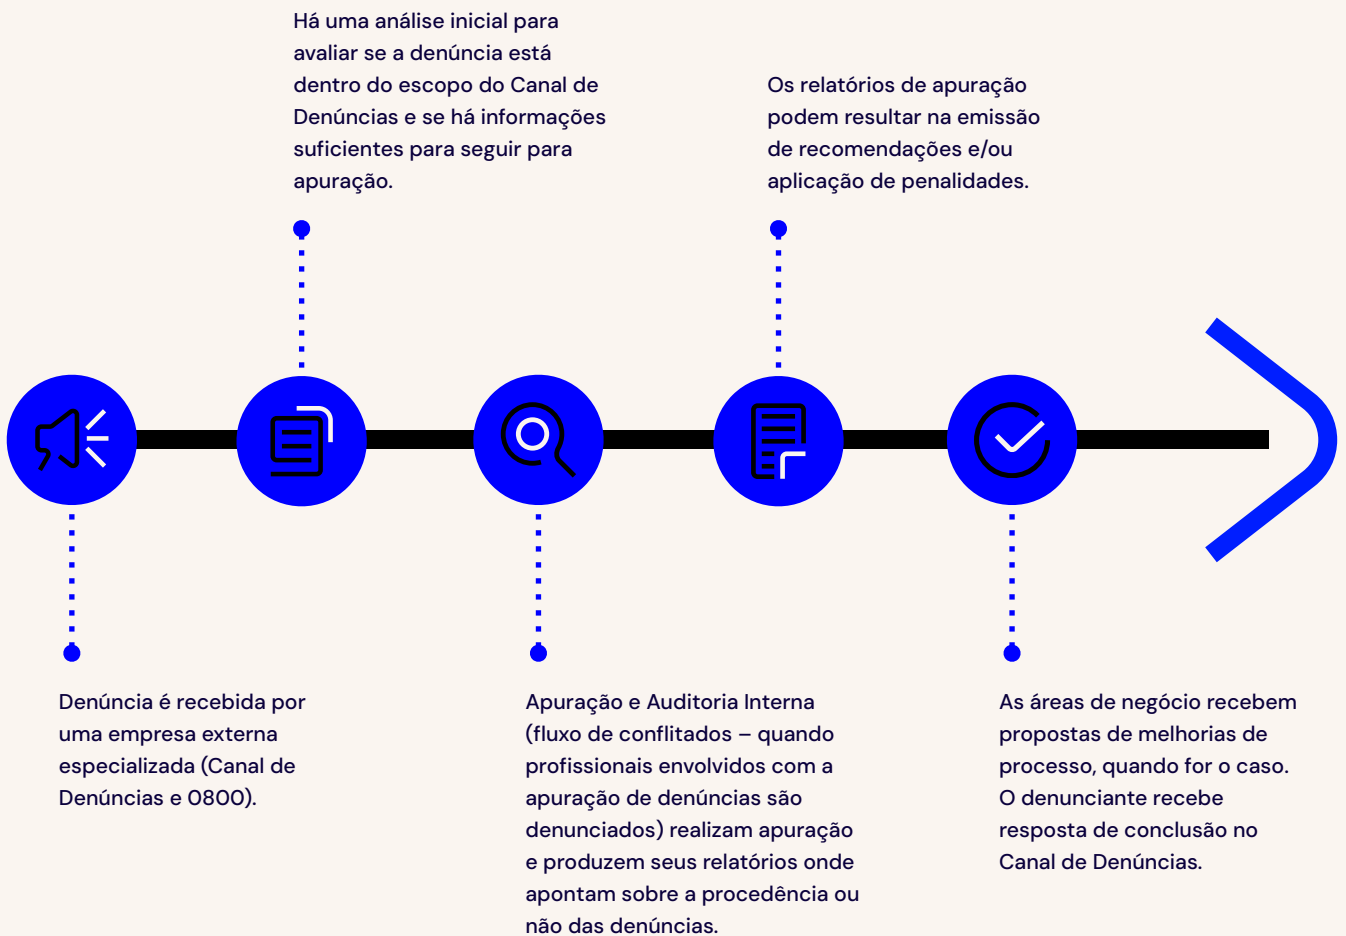 Há uma análise inicial para
avaliar se a denúncia está
dentro do escopo do Canal de
Denúncias e se há informações
suficientes para seguir para
apuração.
Os relatórios de apuração
podem resultar na emissão
de recomendações e/ou
aplicação de penalidades.
Denúncia é recebida por
uma empresa externa
especializada (Canal de
Denúncias e 0800).
Apuração e Auditoria Interna
(fluxo de conflitados – quando
profissionais envolvidos com a
apuração de denúncias são
denunciados) realizam apuração
e produzem seus relatórios onde
apontam sobre a procedência ou
não das denúncias.
As áreas de negócio recebem
propostas de melhorias de
processo, quando for o caso.
O denunciante recebe
resposta de conclusão no
Canal de Denúncias.